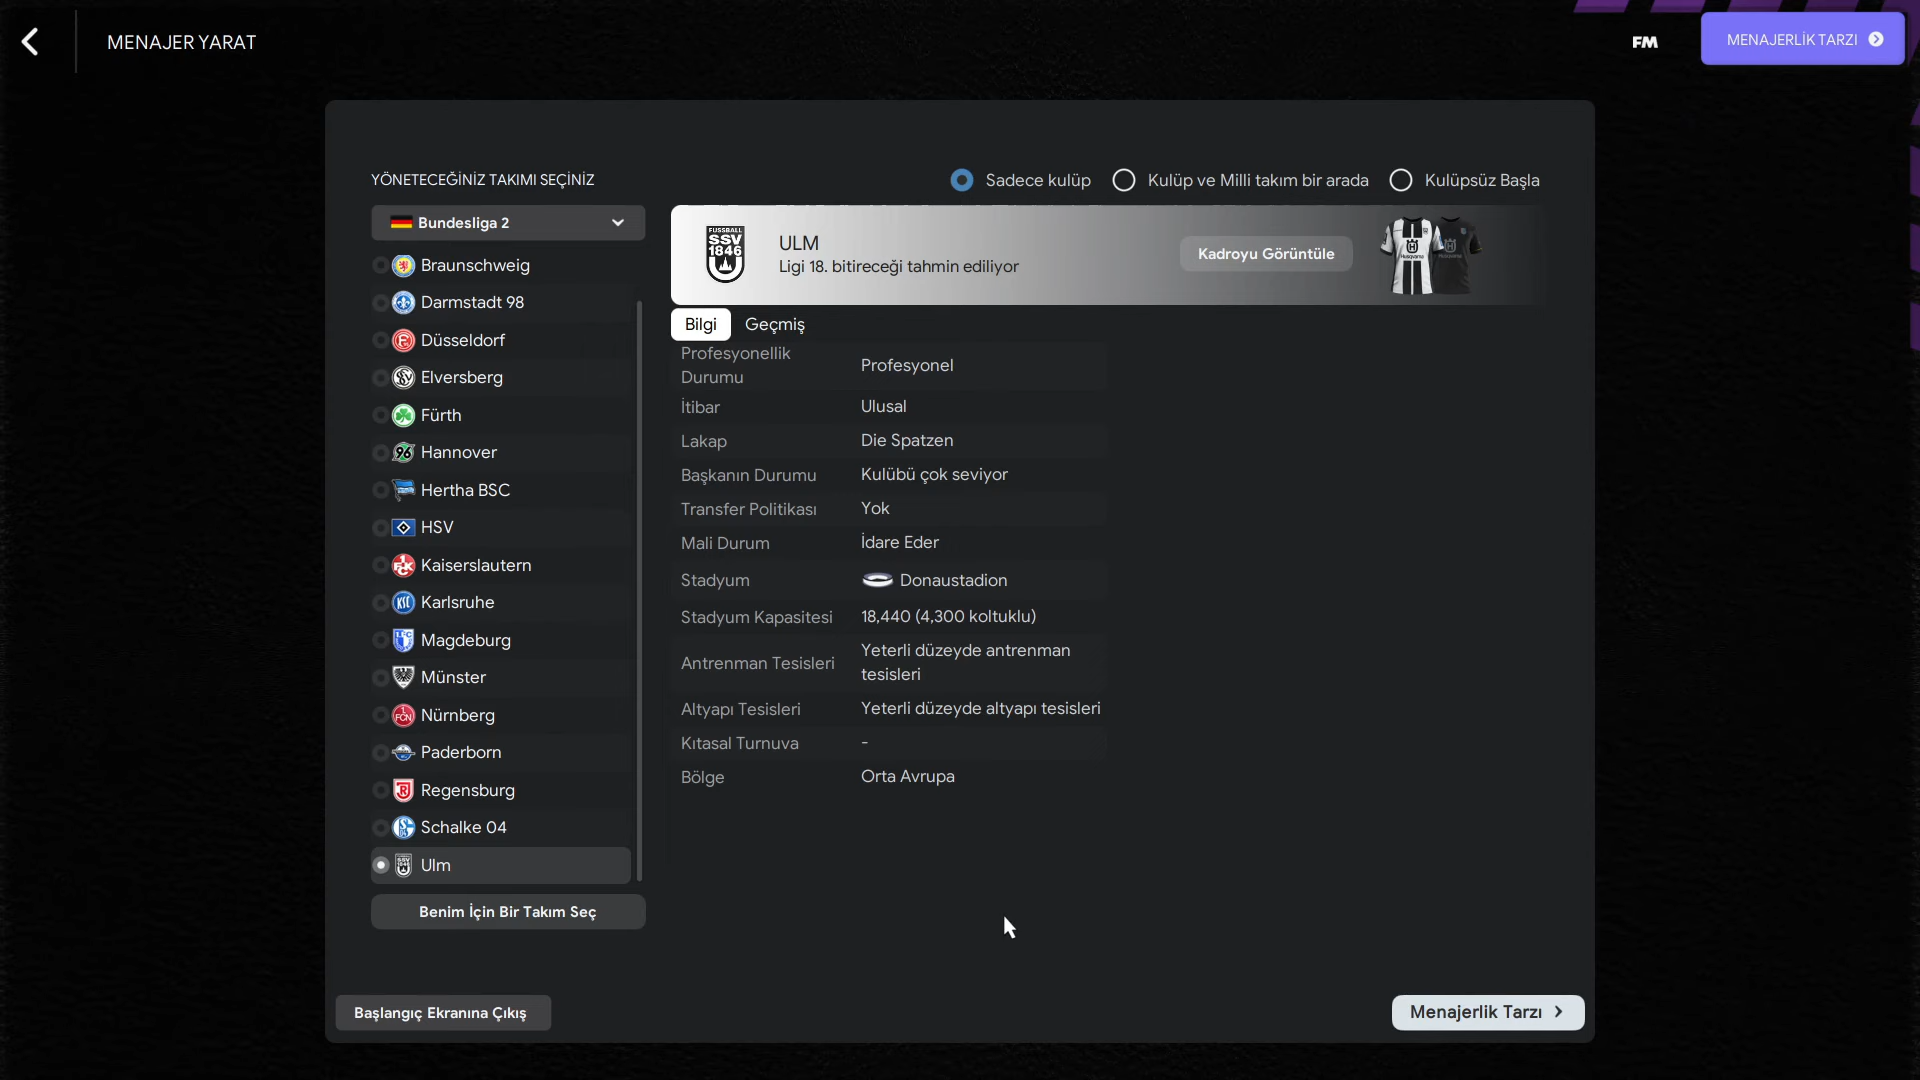 MENAJER YARAT
FM
MENAJERLİK TARZI
YÖNETECEĞİNİZ TAKIMI SEÇİNİZ
Sadece kulüp
Kulüp ve Milli takım bir arada
Kulüpsüz Başla
Bundesliga 2
Braunschweig
Darmstadt 98
Düsseldorf
Elversberg
Fürth
Hannover
Hertha BSC
HSV
Kaiserslautern
Karlsruhe
Magdeburg
Münster
Nürnberg
Paderborn
Regensburg
Schalke 04
Ulm
Benim İçin Bir Takım Seç
FUSSBALL
SSV
1846
ULM
Ligi 18. bitireceği tahmin ediliyor
Kadroyu Görüntüle
Husqvarna
Bilgi
Geçmiş
Profesyonellik
Durumu
Profesyonel
İtibar
Ulusal
Lakap
Die Spatzen
Başkanın Durumu
Kulübü çok seviyor
Transfer Politikası
Yok
Mali Durum
İdare Eder
Stadyum
Donaustadion
Stadyum Kapasitesi
18,440 (4,300 koltuklu)
Antrenman Tesisleri
Yeterli düzeyde antrenman
tesisleri
Altyapı Tesisleri
Yeterli düzeyde altyapı tesisleri
Kıtasal Turnuva
-
Bölge
Orta Avrupa
Başlangıç Ekranına Çıkış
Menajerlik Tarzı